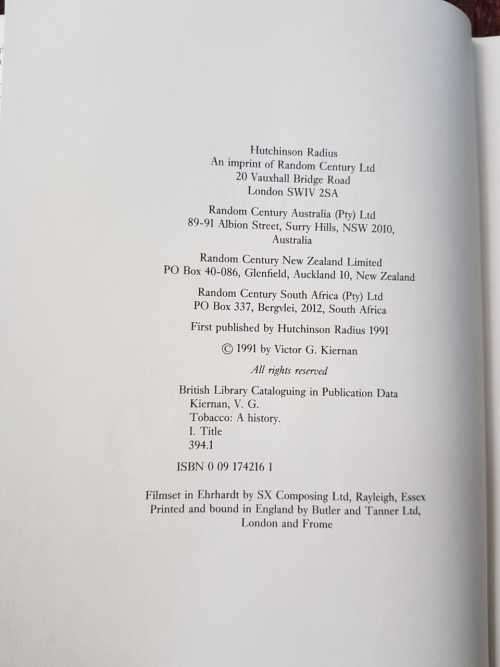 Hutchinson Radius
An imprint of Random Century Ltd
20 Vauxhall Bridge Road
London SWIV 2SA
Random Century Australia (Pty) Ltd
89-91 Albion Street, Surry Hills, NSW 2010,
Australia
Random Century New Zealand Limited
PO Box 40-086, Glenfield, Auckland 10, New Zealand
Random Century South Africa (Pty) Ltd
PO Box 337, Bergvlei, 2012, South Africa
First published by Hutchinson Radius 1991
© 1991 by Victor G. Kiernan
All rights reserved
British Library Cataloguing in Publication Data
Kiernan, V. G.
Tobacco: A history.
I. Title
394.1
ISBN 0 09 174216 1
Filmset in Ehrhardt by SX Composing Ltd, Rayleigh, Essex
Printed and bound in England by Butler and Tanner Ltd,
London and Frome